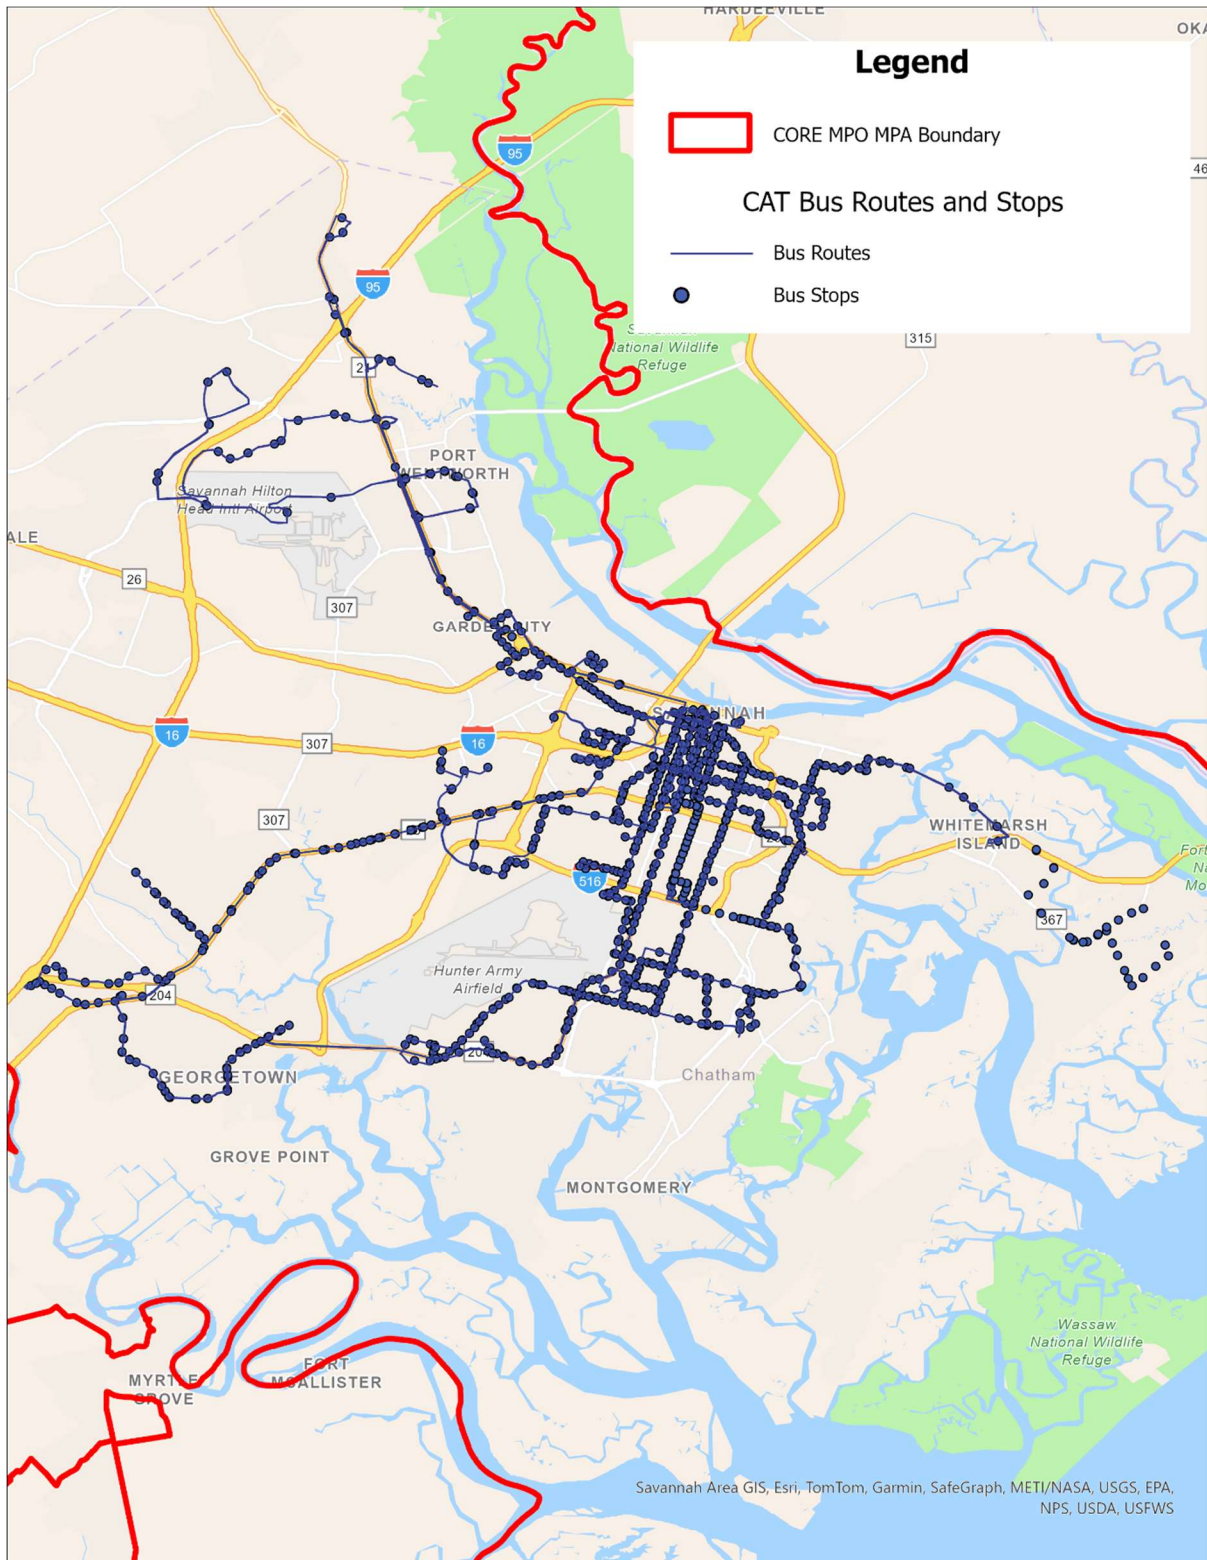 HARDEEVILLE
OKA
Legend
CORE MPO MPA Boundary
CAT Bus Routes and Stops
Bus Routes
Bus Stops
95
46
95
315
National Wildlife
Refuge
21
PORT
WENTWORTH
Savannah Hilton
Head Intl Airport
ALE
26
307
GARDEN CITY
SAVANNAH
16
307
16
307
WHITEMARSH
ISLAND
Fort
Na
Mo
516
367
Hunter Army
Airfield
204
204
GEORGETOWN
Chatham
GROVE POINT
MONTGOMERY
Wassaw
National Wildlife
Refuge
FORT
MCALLISTER
MYRTLE
GROVE
Savannah Area GIS, Esri, TomTom, Garmin, SafeGraph, METI/NASA, USGS, EPA,
NPS, USDA, USFWS